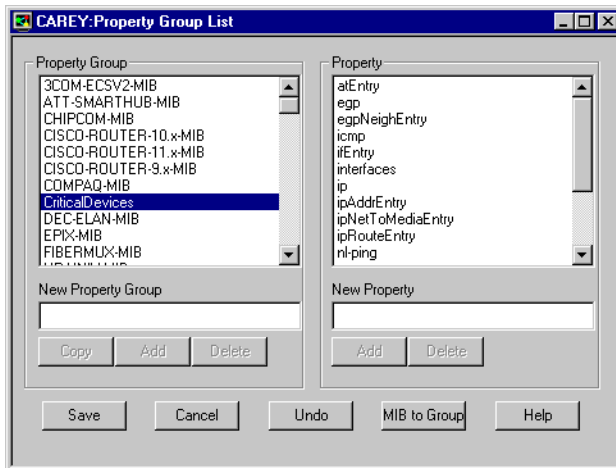 CAREY:Property Group List
Property Group
3COM-ECSV2-MIB
ATT-SMARTHUB-MIB
CHIPCOM-MIB
CISCO-ROUTER-10.x-MIB
CISCO-ROUTER-11.x-MIB
CISCO-ROUTER-9.x-MIB
COMPAQ-MIB
CriticalDevices
DEC-ELAN-MIB
EPIX-MIB
FIBERMUX-MIB
New Property Group
Copy Add Delete
Property
atEntry
egp
egpNeighEntry
icmp
ifEntry
interfaces
ip
ipAddrEntry
ipNetToMediaEntry
ipRouteEntry
nl-ping
New Property
Add Delete
Save Cancel Undo MIB to Group Help